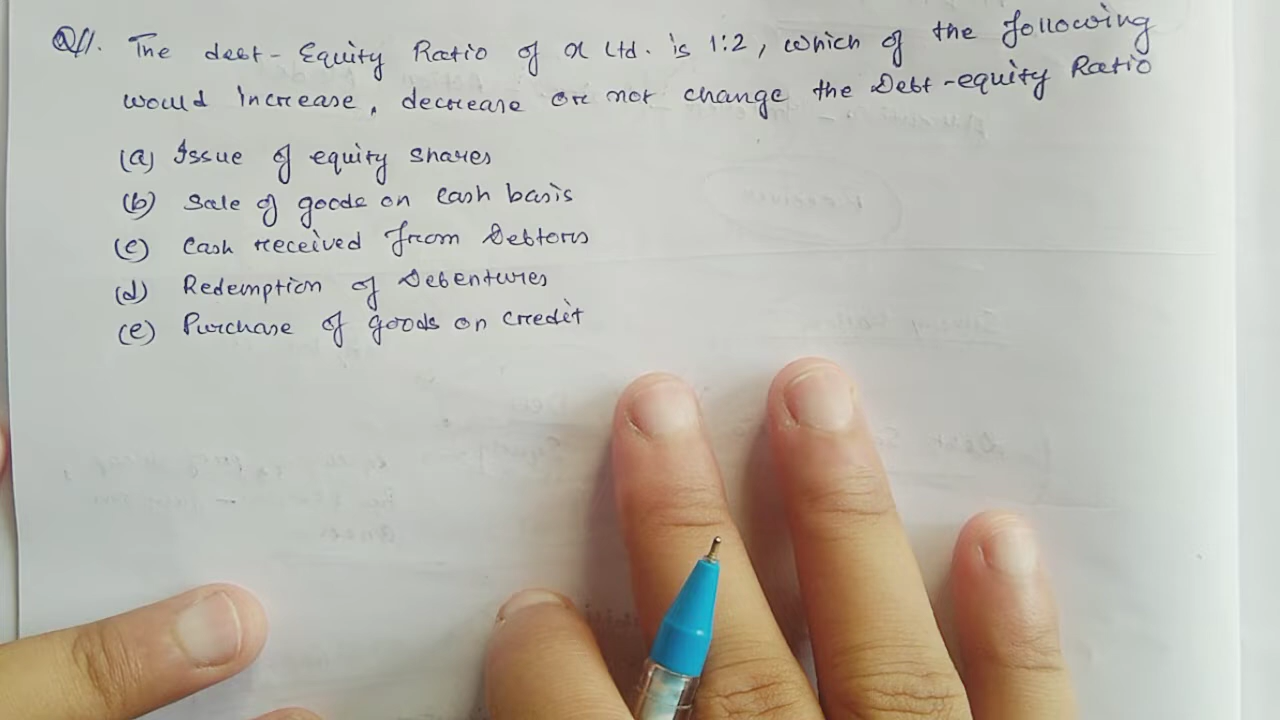 Q1. The debt-Equity Ratio of X Ltd. is 1:2, which of the following
would increase, decrease or not change the Debt-equity Ratio
(a) Issue of equity shares
(b) Sale of goods on cash basis
(c) Cash received from Debtors
(d) Redemption of Debentures
(e) Purchase of goods on credit